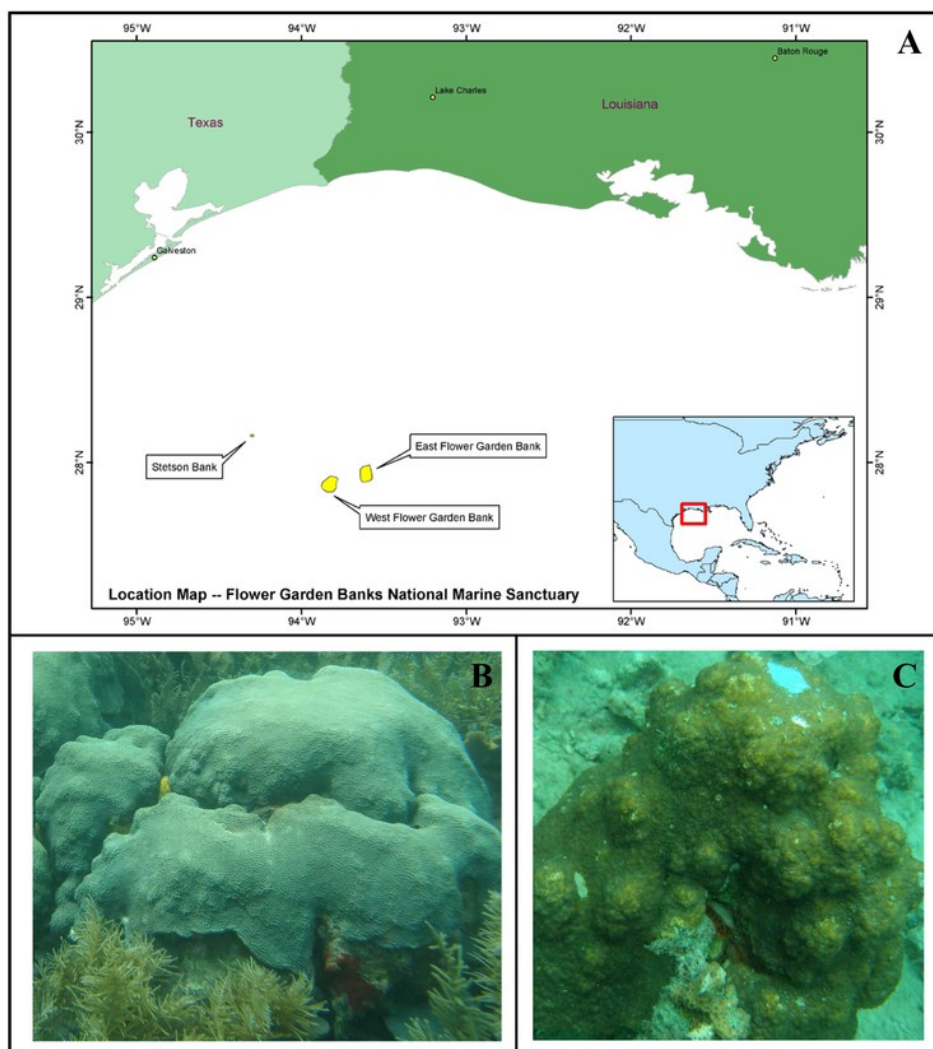 95°W 94°W 93°W 92°W 91°W
A
Baton Rouge
Lake Charles
Louisiana
Texas
30°N 30°N
Galveston
29°N 29°N
East Flower Garden Bank
Stetson Bank
28°N 28°N
West Flower Garden Bank
Location Map -- Flower Garden Banks National Marine Sanctuary
95°W 94°W 93°W 92°W 91°W
B
C